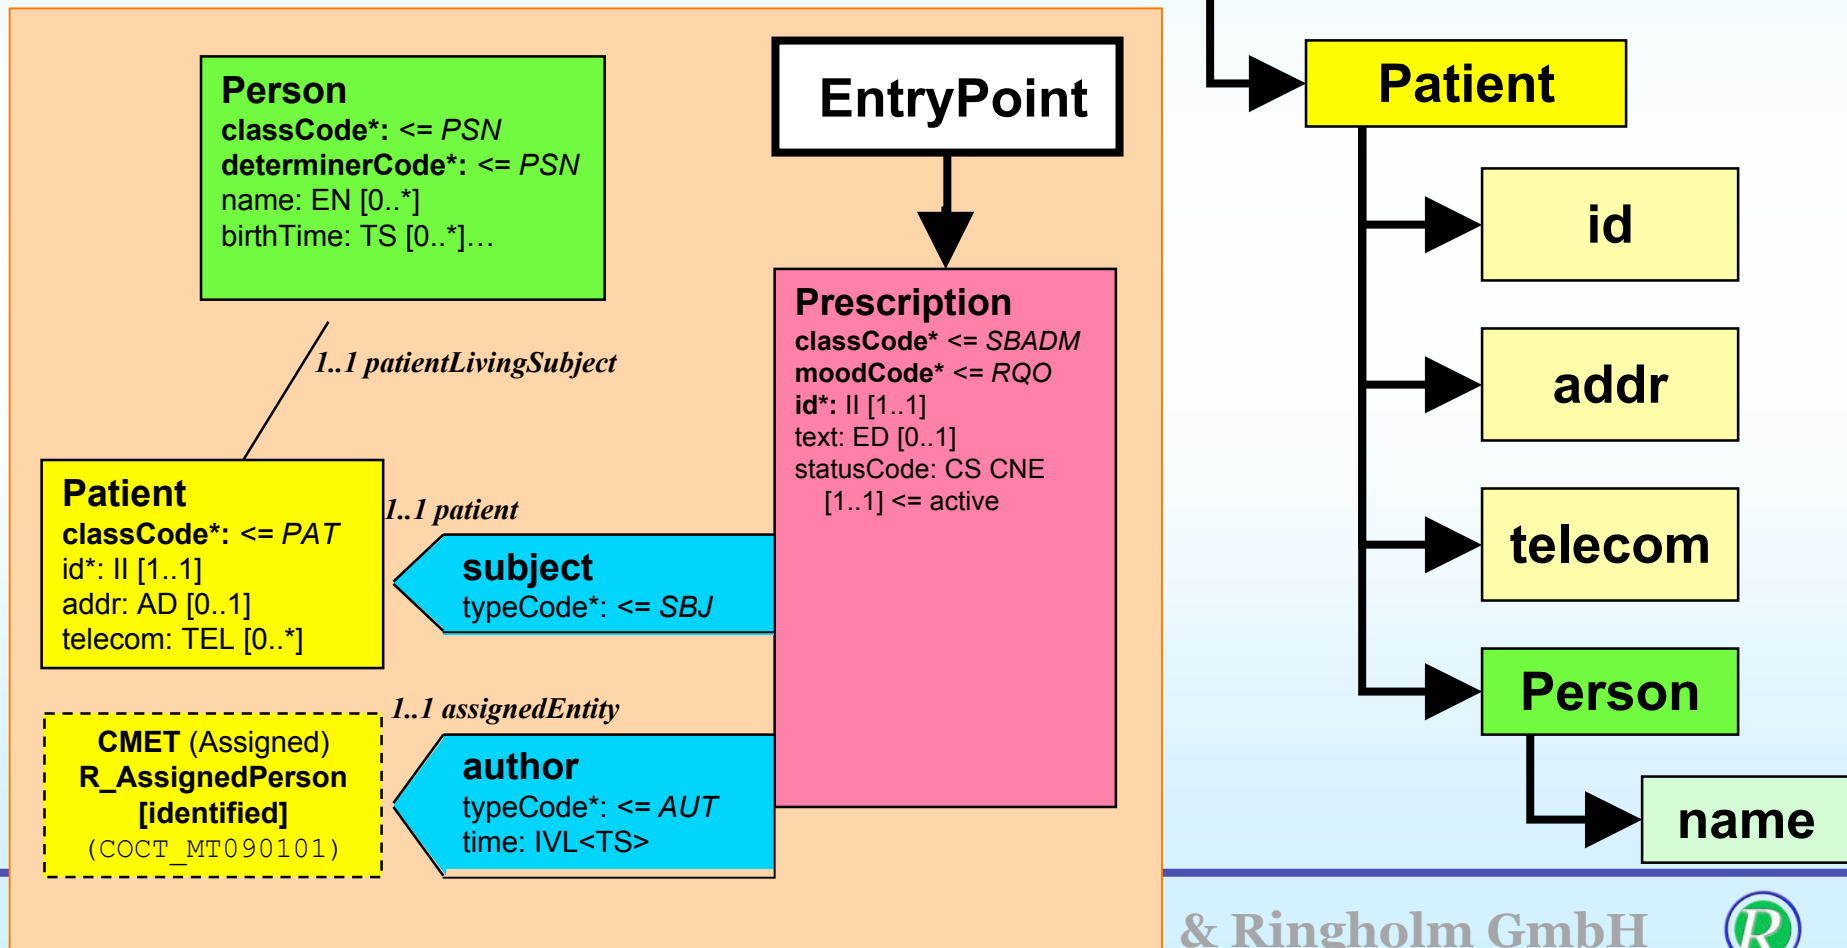 Person
classCode*: <= PSN
determinerCode*: <= PSN
name: EN [0..*]
birthTime: TS [0..*]…
EntryPoint
1..1 patientLivingSubject
Prescription
classCode* <= SBADM
moodCode* <= RQO
id*: II [1..1]
text: ED [0..1]
statusCode: CS CNE
[1..1] <= active
Patient
classCode*: <= PAT
id*: II [1..1]
addr: AD [0..1]
telecom: TEL [0..*]
1..1 patient
subject
typeCode*: <= SBJ
1..1 assignedEntity
CMET (Assigned)
R_AssignedPerson
[identified]
(COCT_MT090101)
author
typeCode*: <= AUT
time: IVL<TS>
Patient
id
addr
telecom
Person
name
& Ringholm GmbH
R